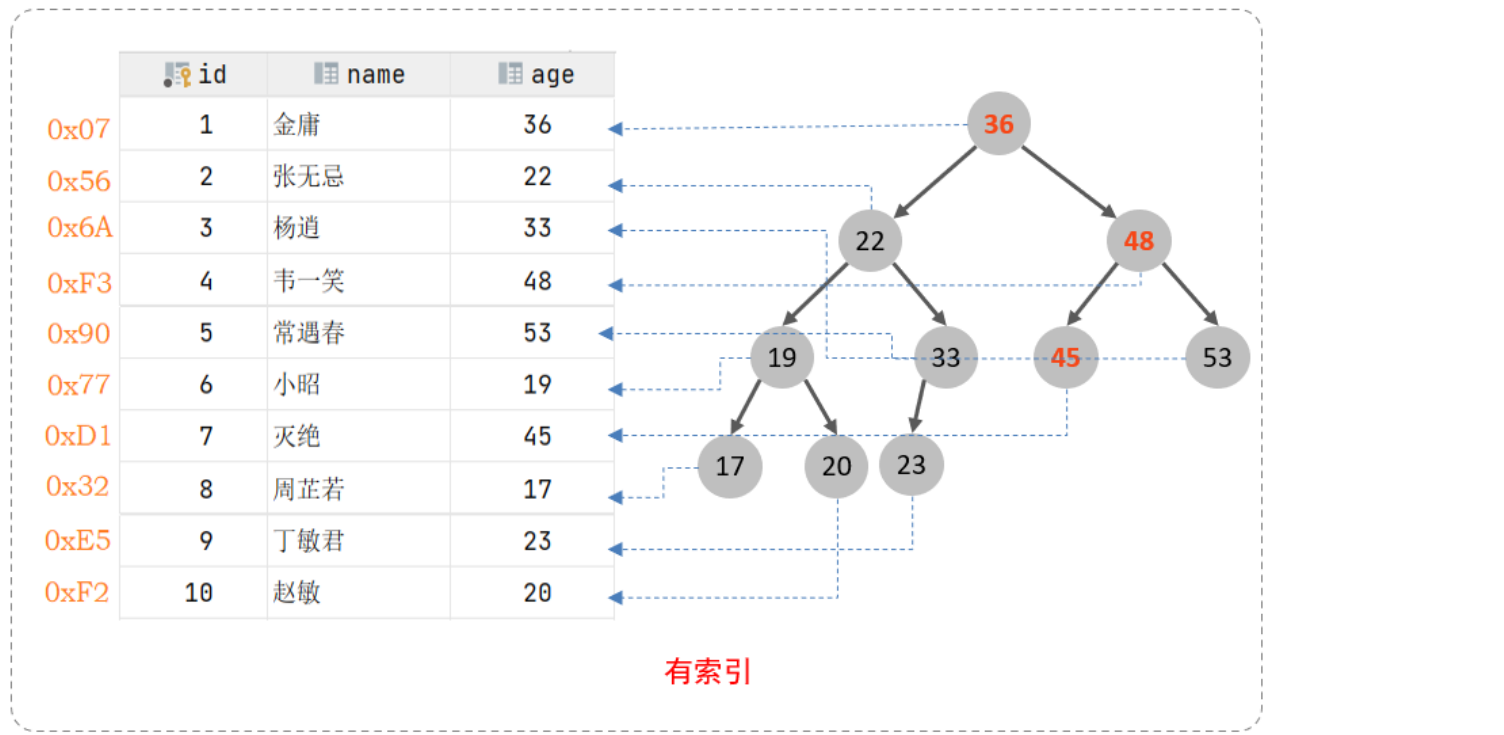 id name age
0x07 1 金庸 36
0x56 2 张无忌 22
0x6A 3 杨逍 33
0xF3 4 韦一笑 48
0x90 5 常遇春 53
0x77 6 小昭 19
0xD1 7 灭绝 45
0x32 8 周芷若 17
0xE5 9 丁敏君 23
0xF2 10 赵敏 20
36
22 48
19 33 45 53
17 20 23
有索引